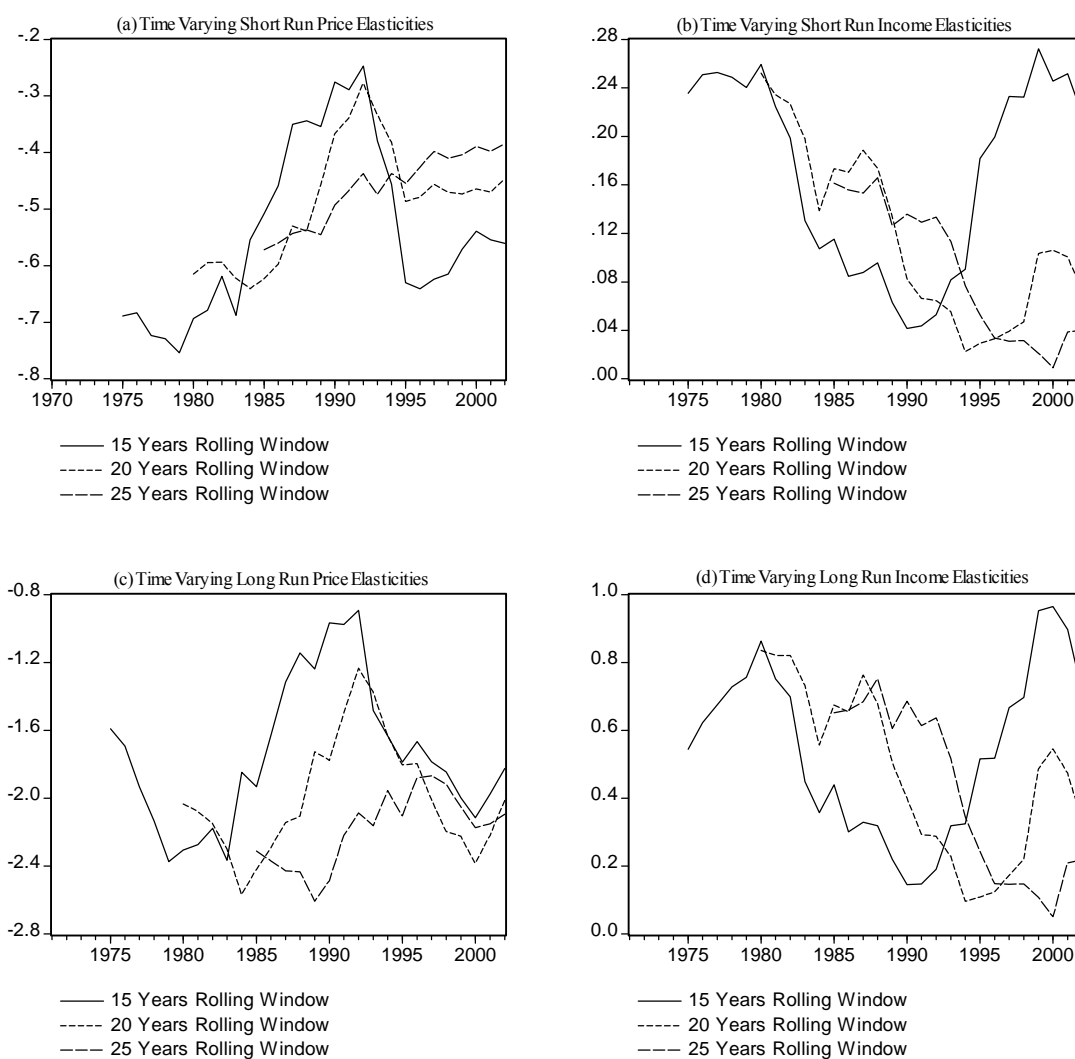 (a) Time Varying Short Run Price Elasticities
-.2
-.3
-.4
-.5
-.6
-.7
-.8
1970 1975 1980 1985 1990 1995 2000
15 Years Rolling Window
20 Years Rolling Window
25 Years Rolling Window
(b) Time Varying Short Run Income Elasticities
.28
.24
.20
.16
.12
.08
.04
.00
1975 1980 1985 1990 1995 2000
15 Years Rolling Window
20 Years Rolling Window
25 Years Rolling Window
(c) Time Varying Long Run Price Elasticities
-0.8
-1.2
-1.6
-2.0
-2.4
-2.8
1975 1980 1985 1990 1995 2000
15 Years Rolling Window
20 Years Rolling Window
25 Years Rolling Window
(d) Time Varying Long Run Income Elasticities
1.0
0.8
0.6
0.4
0.2
0.0
1975 1980 1985 1990 1995 2000
15 Years Rolling Window
20 Years Rolling Window
25 Years Rolling Window